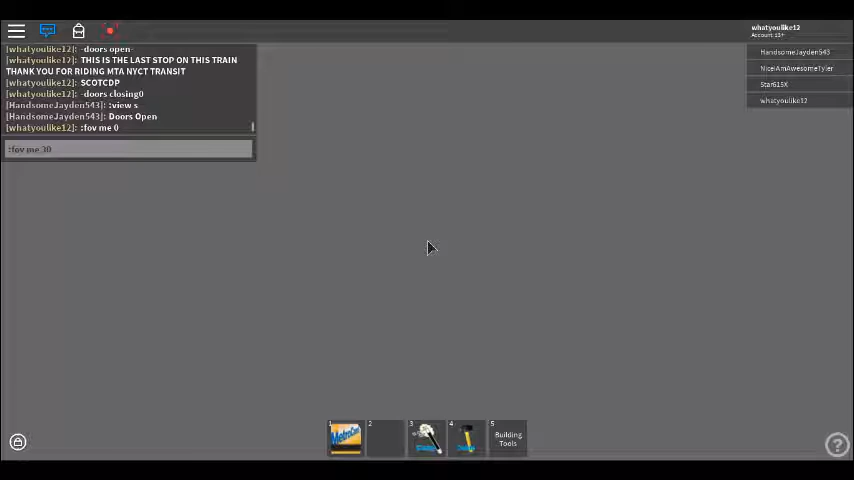 whatyoulike12
Account: 13+
[whatyoulike12]: -doors open-
[whatyoulike12]: THIS IS THE LAST STOP ON THIS TRAIN
THANK YOU FOR RIDING MTA NYCT TRANSIT
[whatyoulike12]: SCOTCDP
[whatyoulike12]: -doors closing0
[HandsomeJayden543]: :view s
[HandsomeJayden543]: Doors Open
[whatyoulike12]: :fov me 0
:fov me 30
HandsomeJayden543
NiceIAmAwesomeTyler
Star615X
whatyoulike12
1
MetroCard
2
3
4
5
Building
Tools
?